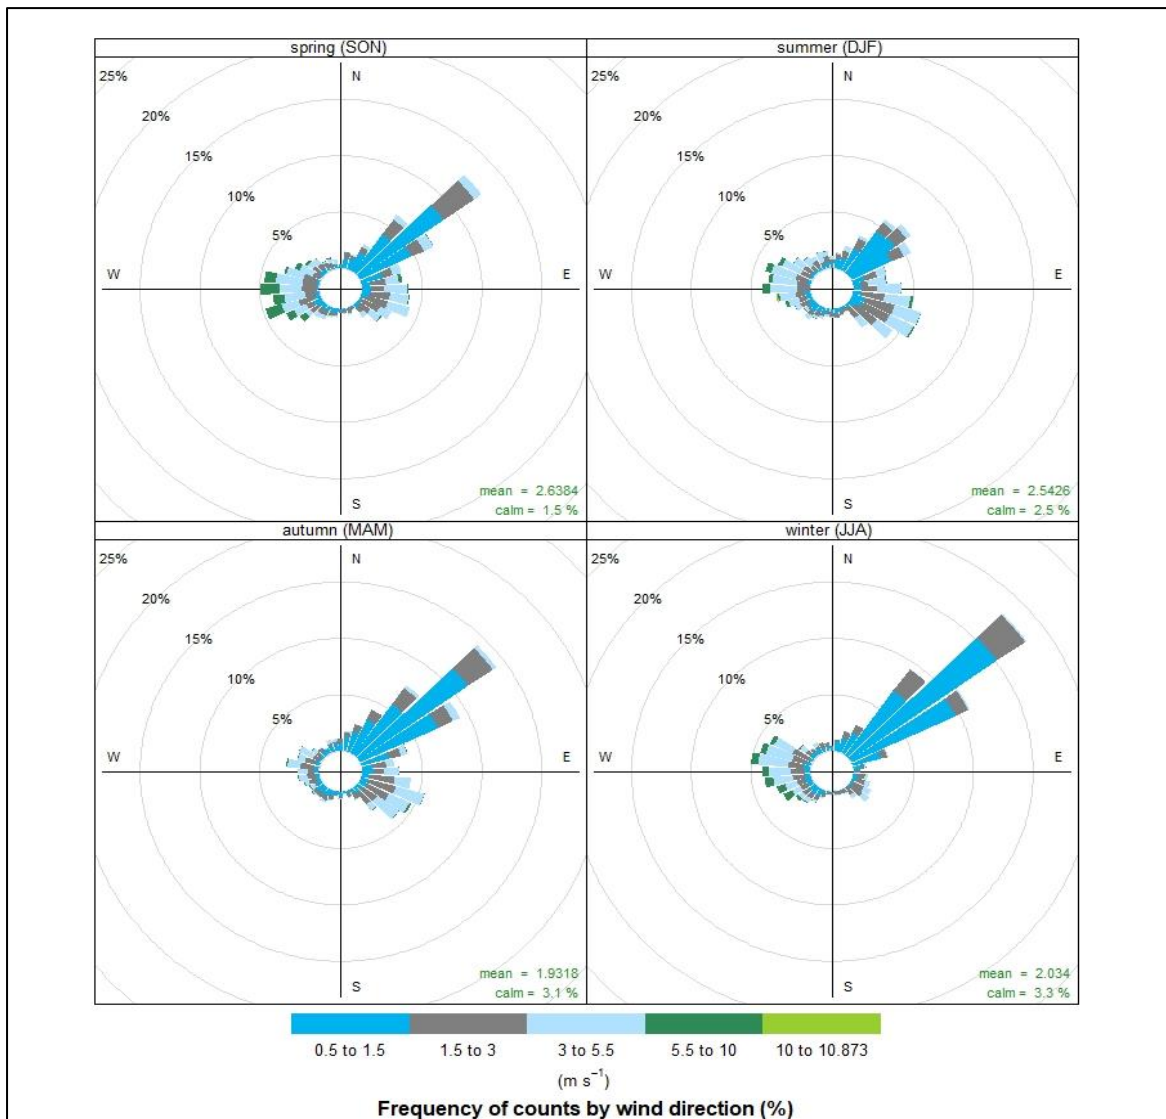 spring (SON)
25%
20%
15%
10%
5%
N
W
E
S
mean = 2.6384
calm = 1.5 %
summer (DJF)
25%
20%
15%
10%
5%
N
W
E
S
mean = 2.5426
calm = 2.5 %
autumn (MAM)
25%
20%
15%
10%
5%
N
W
E
S
mean = 1.9318
calm = 3.1 %
winter (JJA)
25%
20%
15%
10%
5%
N
W
E
S
mean = 2.034
calm = 3.3 %
0.5 to 1.5 1.5 to 3 3 to 5.5 5.5 to 10 10 to 10.873
(m s⁻¹)
Frequency of counts by wind direction (%)